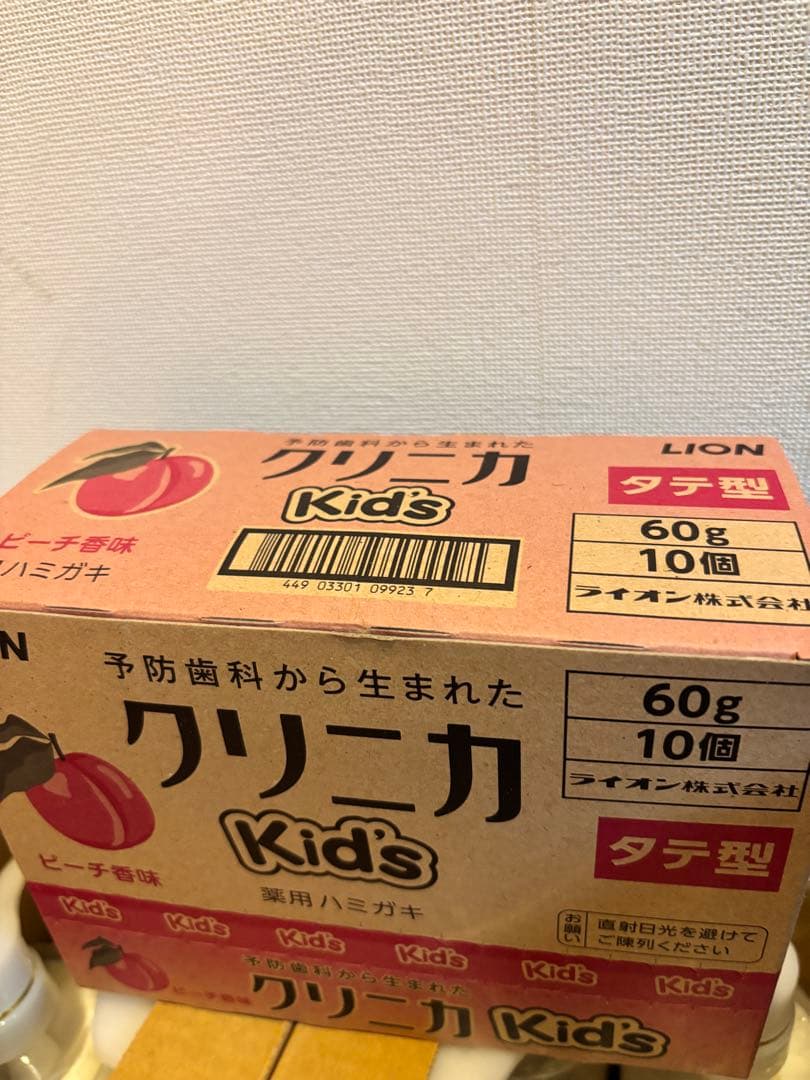 予防歯科から生まれた
LION
クリニカ
Kid's
タテ型
ピーチ香味
ハミガキ
449 03301 09923 7
60g
10個
ライオン株式会社
N
予防歯科から生まれた
クリニカ
Kid's
ピーチ香味
薬用ハミガキ
60g
10個
ライオン株式会社
タテ型
お願い
直射日光を避けて
ご陳列ください
Kid's Kid's Kid's Kid's Kid's Kid's
予防歯科から生まれた
ピーチ香味
クリニカ Kid's